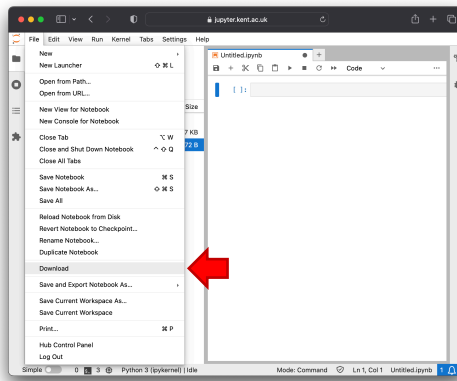 jupyter.kent.ac.uk
File Edit View Run Kernel Tabs Settings Help
New
New Launcher ⇧ ⌘ L
Open from Path...
Open from URL...
New View for Notebook
New Console for Notebook
Close Tab ⌥ W
Close and Shut Down Notebook ^ ⇧ Q
Close All Tabs
Save Notebook ⌘ S
Save Notebook As... ⇧ ⌘ S
Save All
Reload Notebook from Disk
Revert Notebook to Checkpoint...
Rename Notebook...
Duplicate Notebook
Download
Save and Export Notebook As...
Save Current Workspace As...
Save Current Workspace
Print... ⌘ P
Hub Control Panel
Log Out
Size
7 KB
72 B
Untitled.ipynb
Code
[ ]:
Simple 0 3 Python 3 (ipykernel) | Idle Mode: Command Ln 1, Col 1 Untitled.ipynb 1